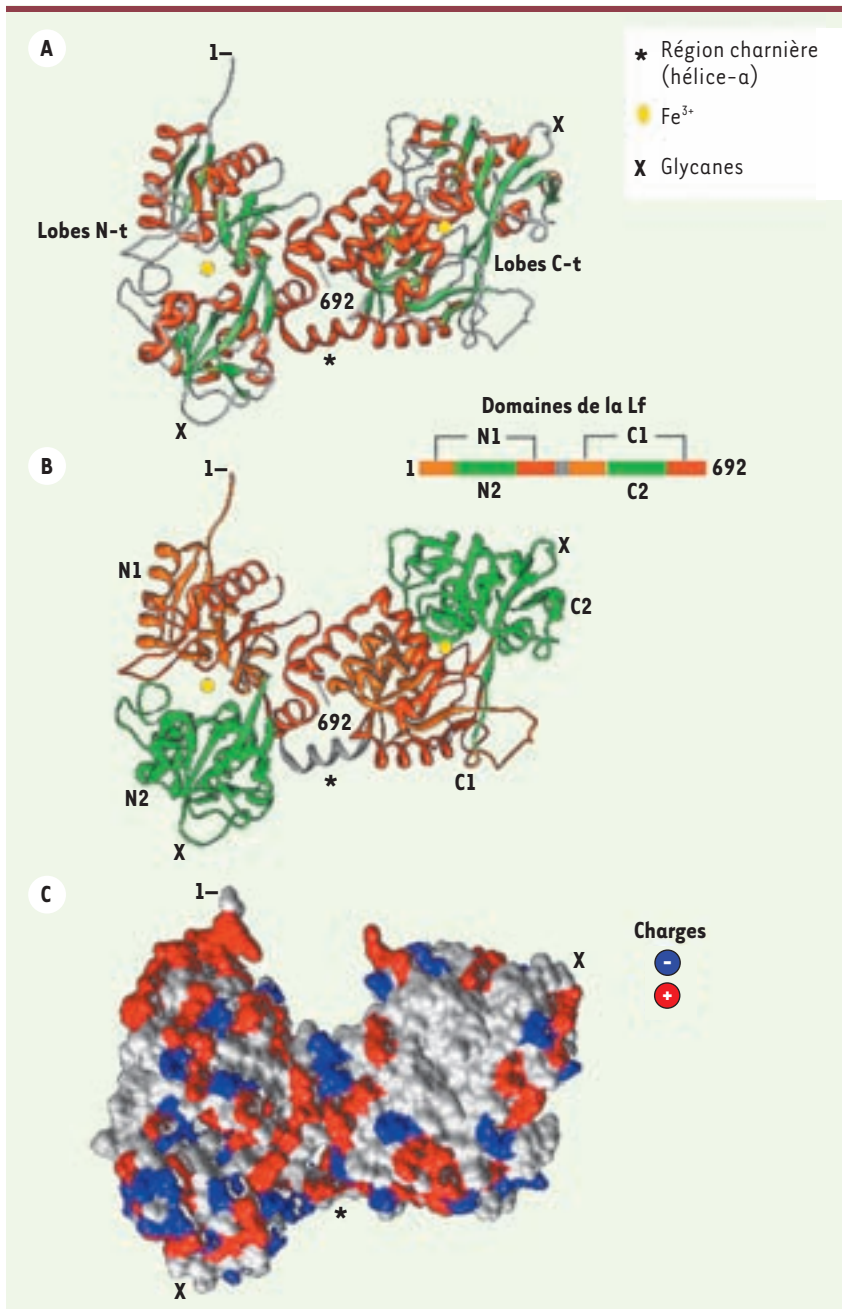 A
1–
* Région charnière
(hélice-α)
Fe3+
X Glycanes
X
Lobes N-t
Lobes C-t
692
*
X
Domaines de la Lf
N1 C1
1 692
N2 C2
B
1–
N1
X
C2
692
N2
*
C1
X
C
1–
Charges
-
+
X
*
X